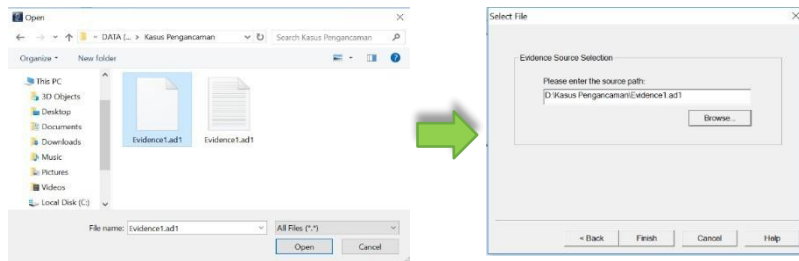 Open
DATA (... > Kasus Pengancaman
Search Kasus Pengancaman
Organize
New folder
This PC
3D Objects
Desktop
Documents
Downloads
Music
Pictures
Videos
Local Disk (C:)
Evidence1.ad1
Evidence1.ad1
File name: Evidence1.ad1
All Files (*.*)
Open
Cancel
Select File
Evidence Source Selection
Please enter the source path:
D:\Kasus Pengancaman\Evidence1.ad1
Browse...
< Back
Finish
Cancel
Help